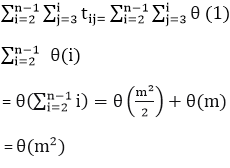 ∑_{i=2}^{n−1} ∑_{j=3}^{i} t_{ij} = ∑_{i=2}^{n−1} ∑_{j=3}^{i} θ (1)
∑_{i=2}^{n−1} θ(i)
= θ(∑_{i=2}^{n−1} i) = θ(m²/2) + θ(m)
= θ(m²)